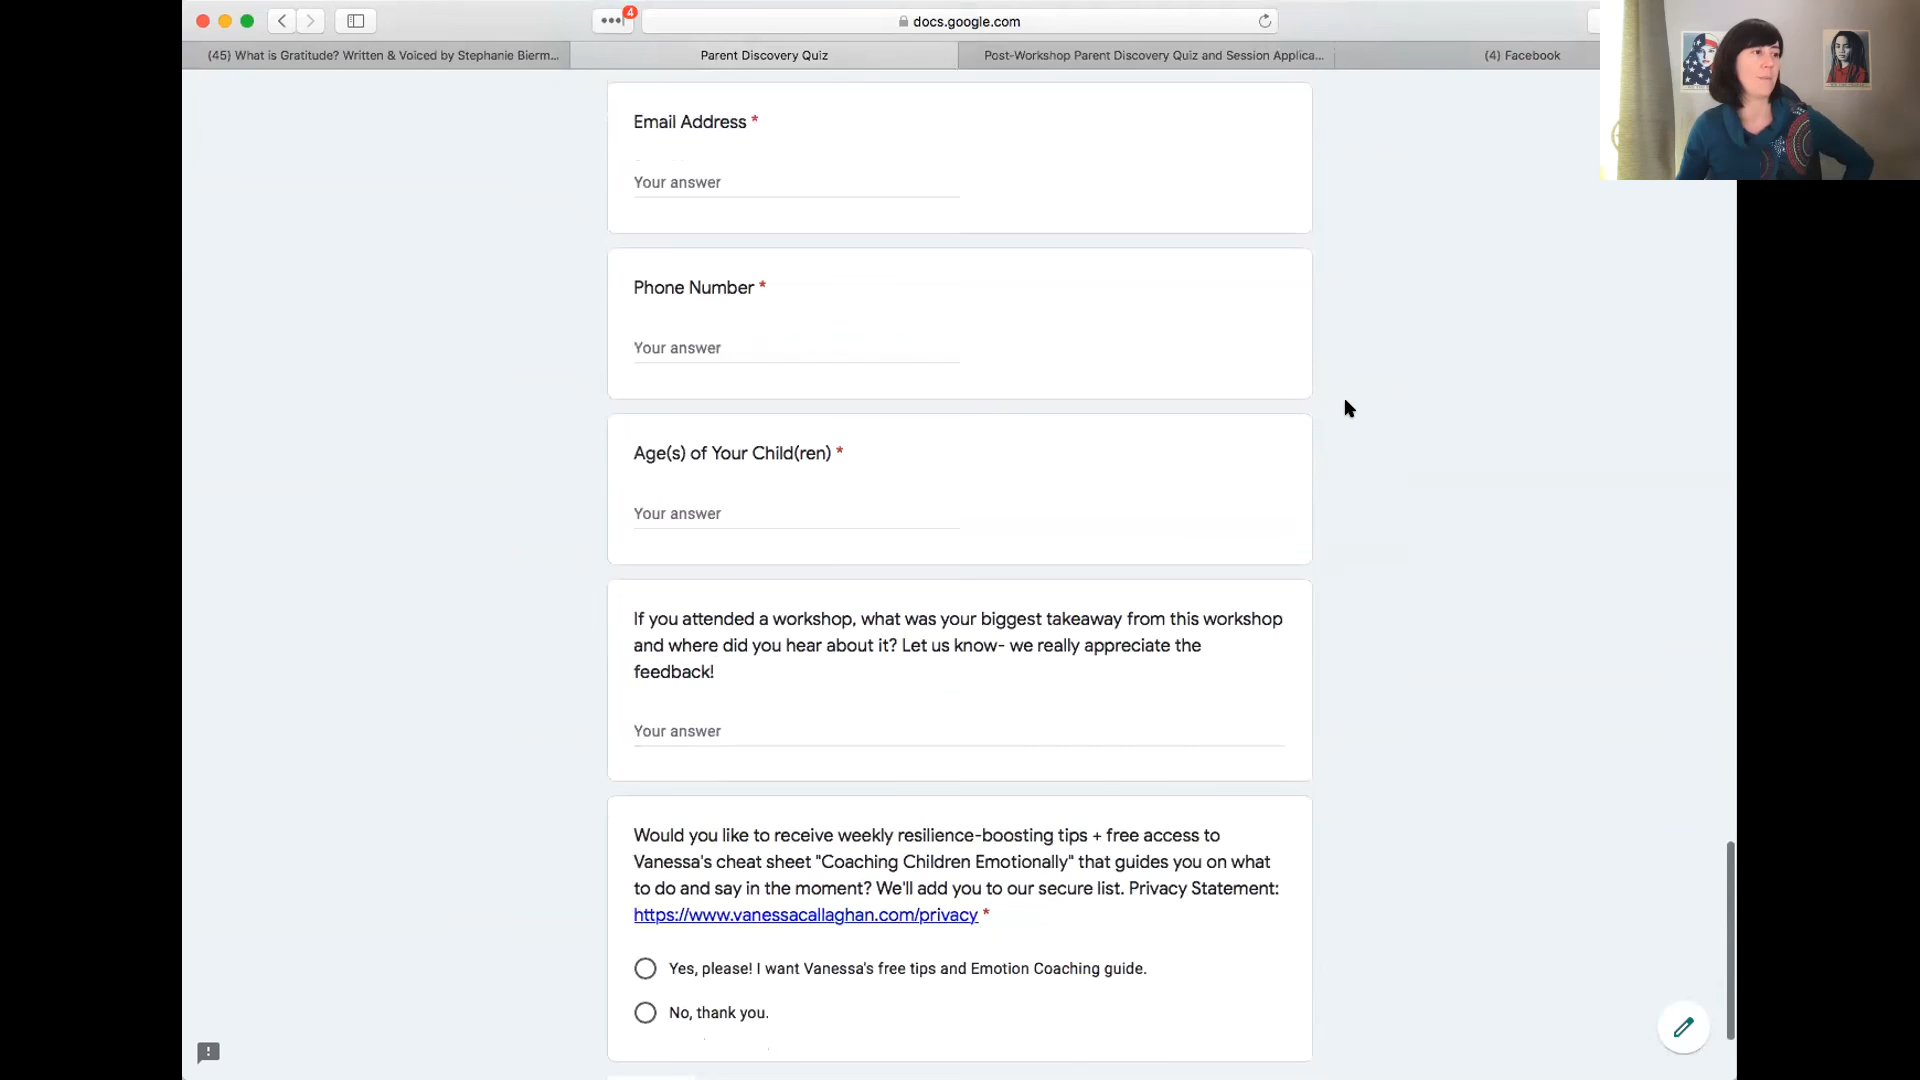 4
docs.google.com
(45) What is Gratitude? Written & Voiced by Stephanie Bierm...
Parent Discovery Quiz
Post-Workshop Parent Discovery Quiz and Session Applica...
(4) Facebook
Email Address *
Your answer
Phone Number *
Your answer
Age(s) of Your Child(ren) *
Your answer
If you attended a workshop, what was your biggest takeaway from this workshop
and where did you hear about it? Let us know- we really appreciate the
feedback!
Your answer
Would you like to receive weekly resilience-boosting tips + free access to
Vanessa's cheat sheet "Coaching Children Emotionally" that guides you on what
to do and say in the moment? We'll add you to our secure list. Privacy Statement:
https://www.vanessacallaghan.com/privacy *
Yes, please! I want Vanessa's free tips and Emotion Coaching guide.
No, thank you.